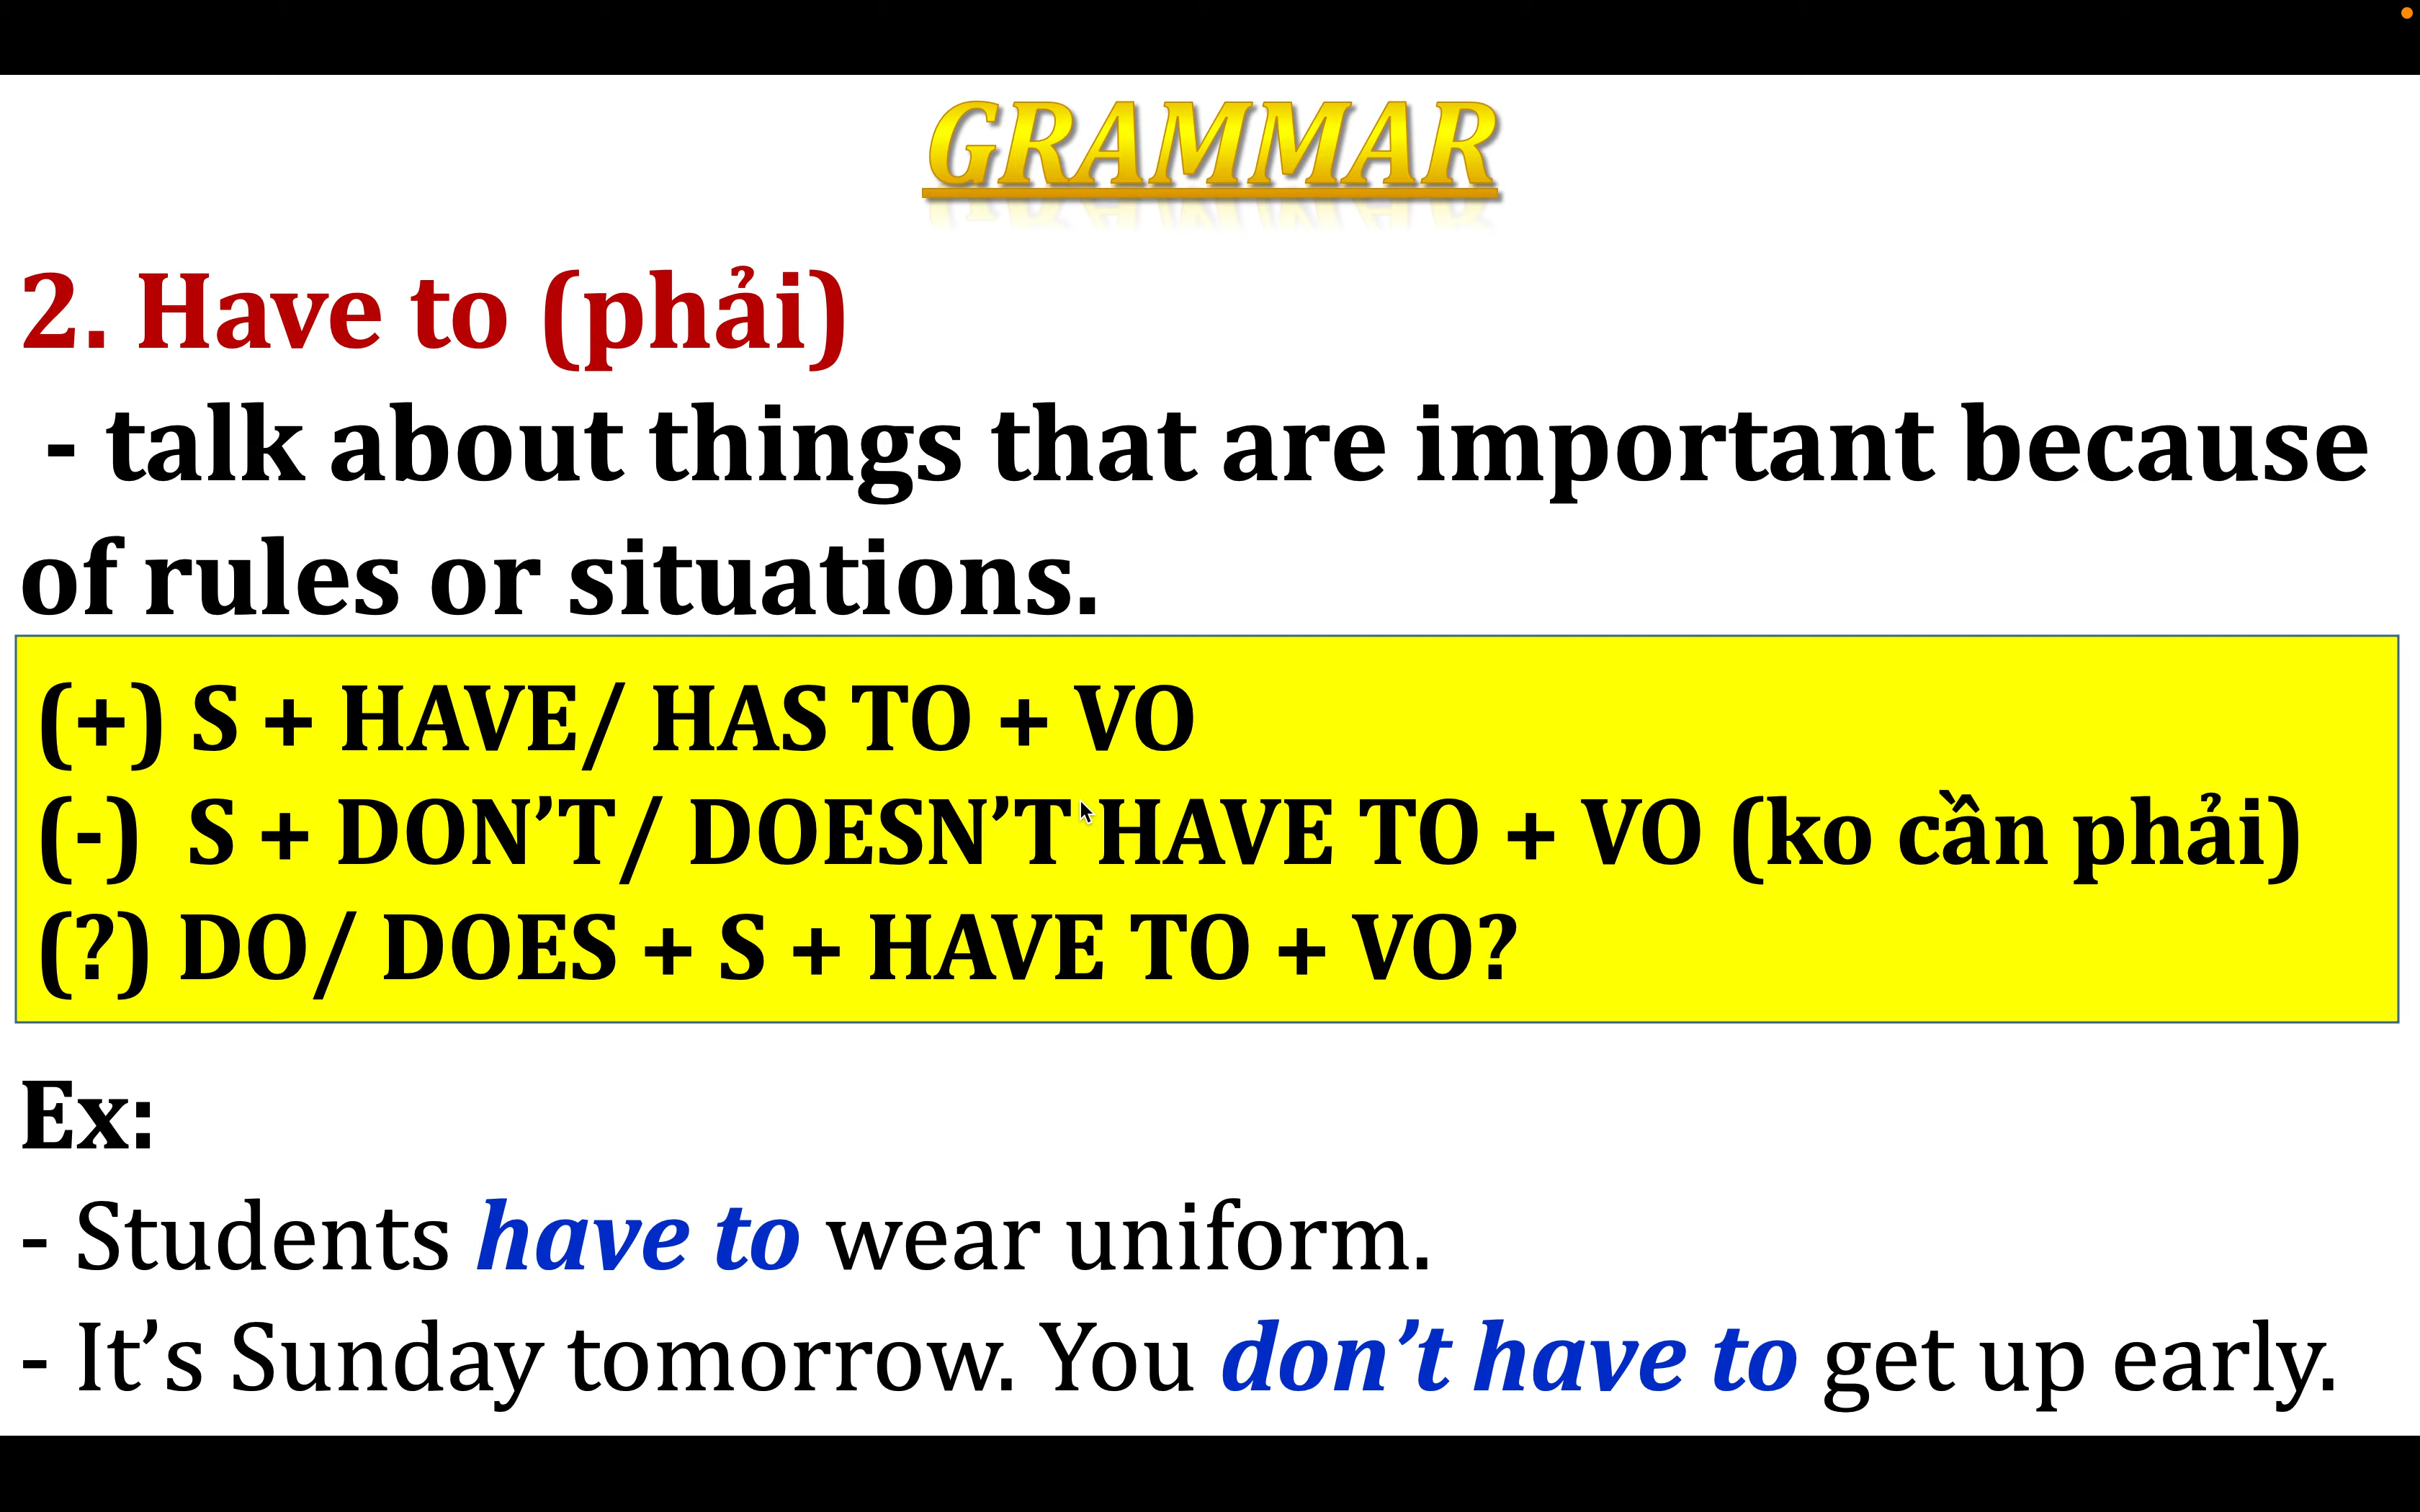 GRAMMAR
2. Have to (phải)
- talk about things that are important because
of rules or situations.
(+) S + HAVE/ HAS TO + VO
(-) S + DON’T/ DOESN’T HAVE TO + VO (ko cần phải)
(?) DO/ DOES + S + HAVE TO + VO?
Ex:
- Students have to wear uniform.
- It’s Sunday tomorrow. You don’t have to get up early.